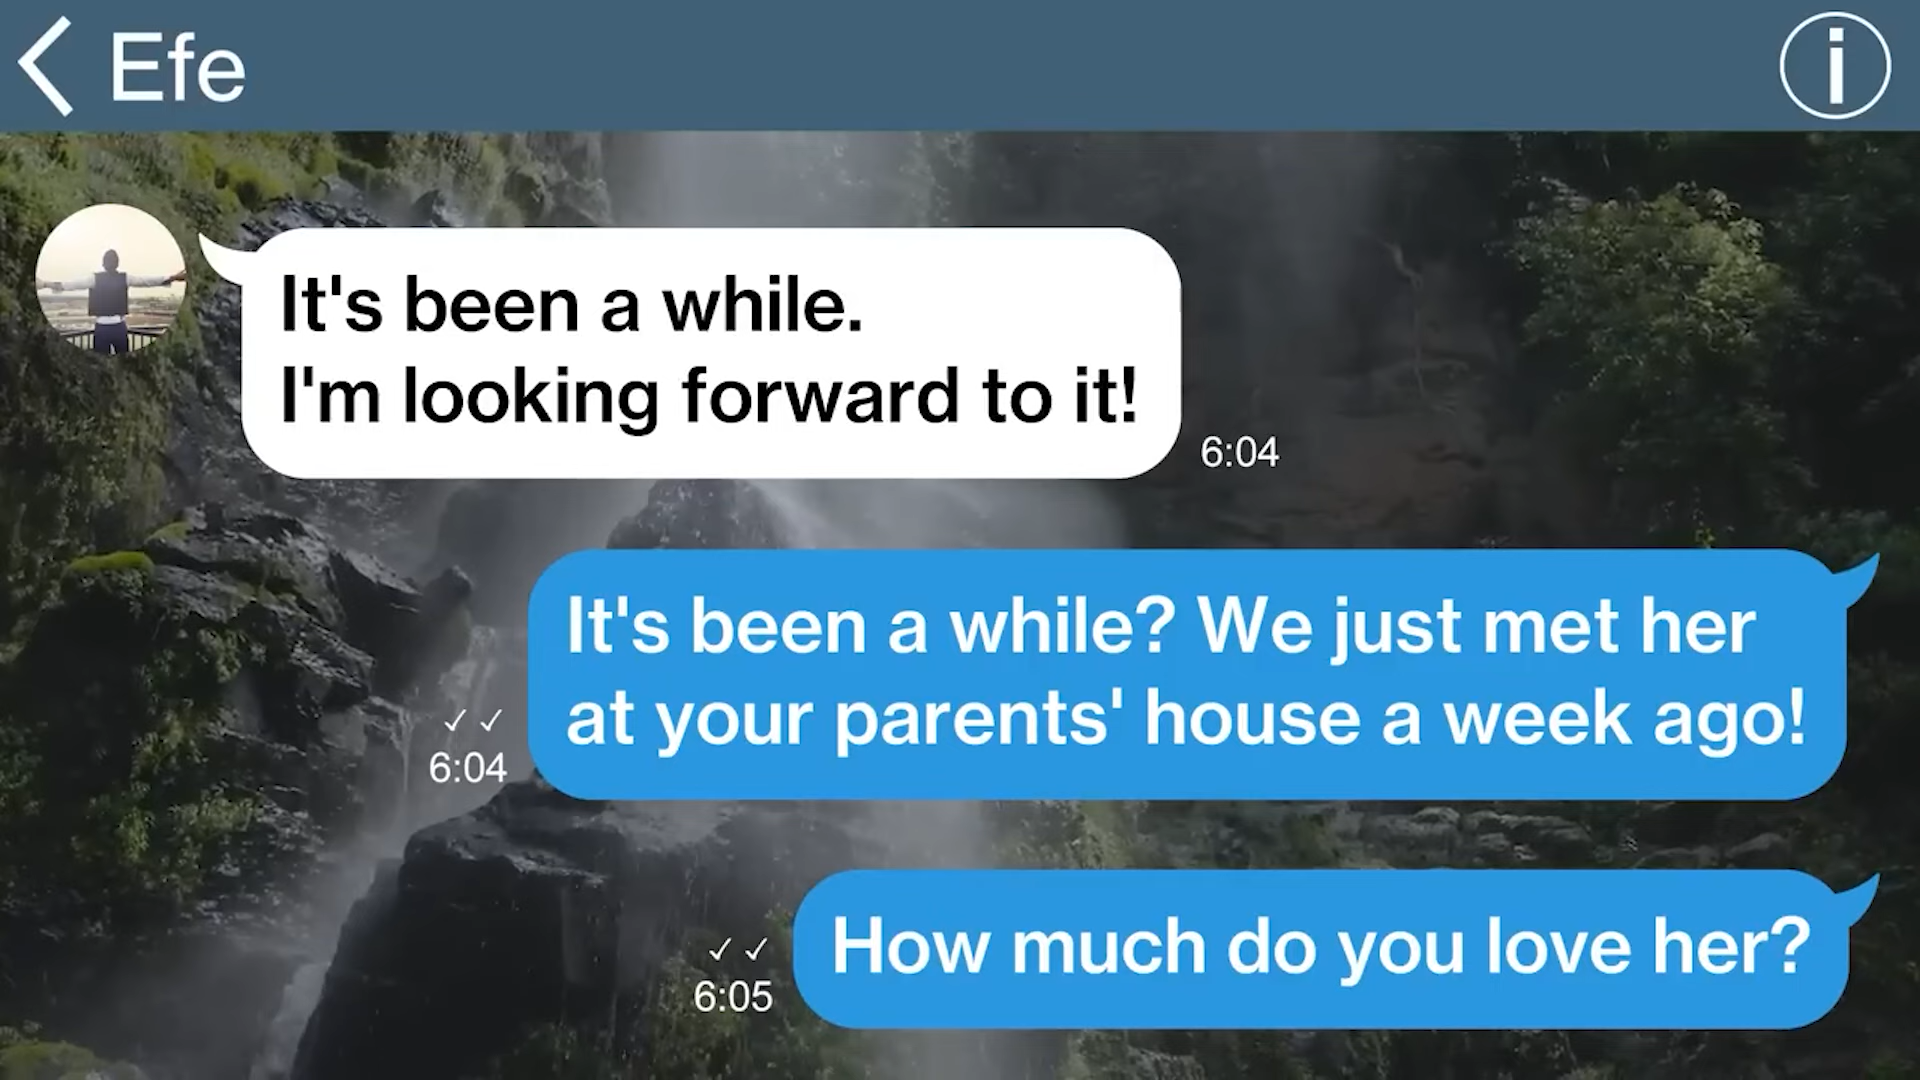 Efe
It's been a while.
I'm looking forward to it!
6:04
It's been a while? We just met her
at your parents' house a week ago!
6:04
How much do you love her?
6:05